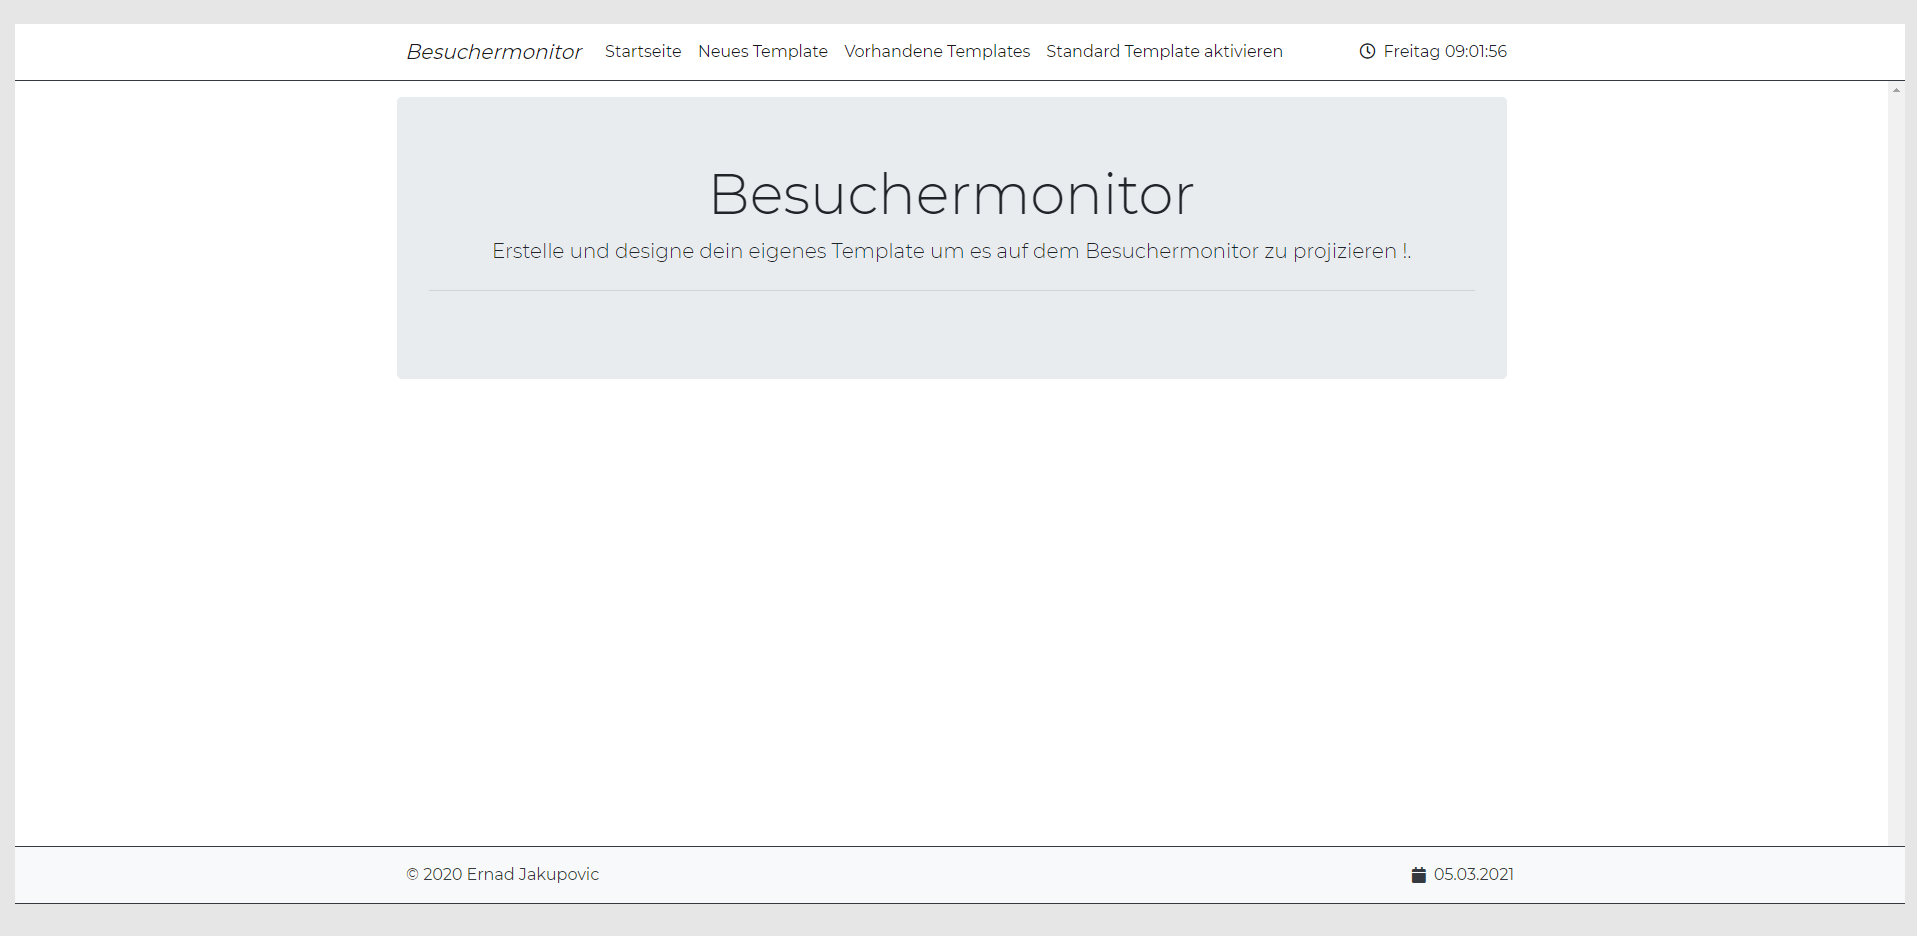 Besuchermonitor Startseite Neues Template Vorhandene Templates Standard Template aktivieren Freitag 09:01:56
Besuchermonitor
Erstelle und designe dein eigenes Template um es auf dem Besuchermonitor zu projizieren !.
© 2020 Ernad Jakupovic 05.03.2021